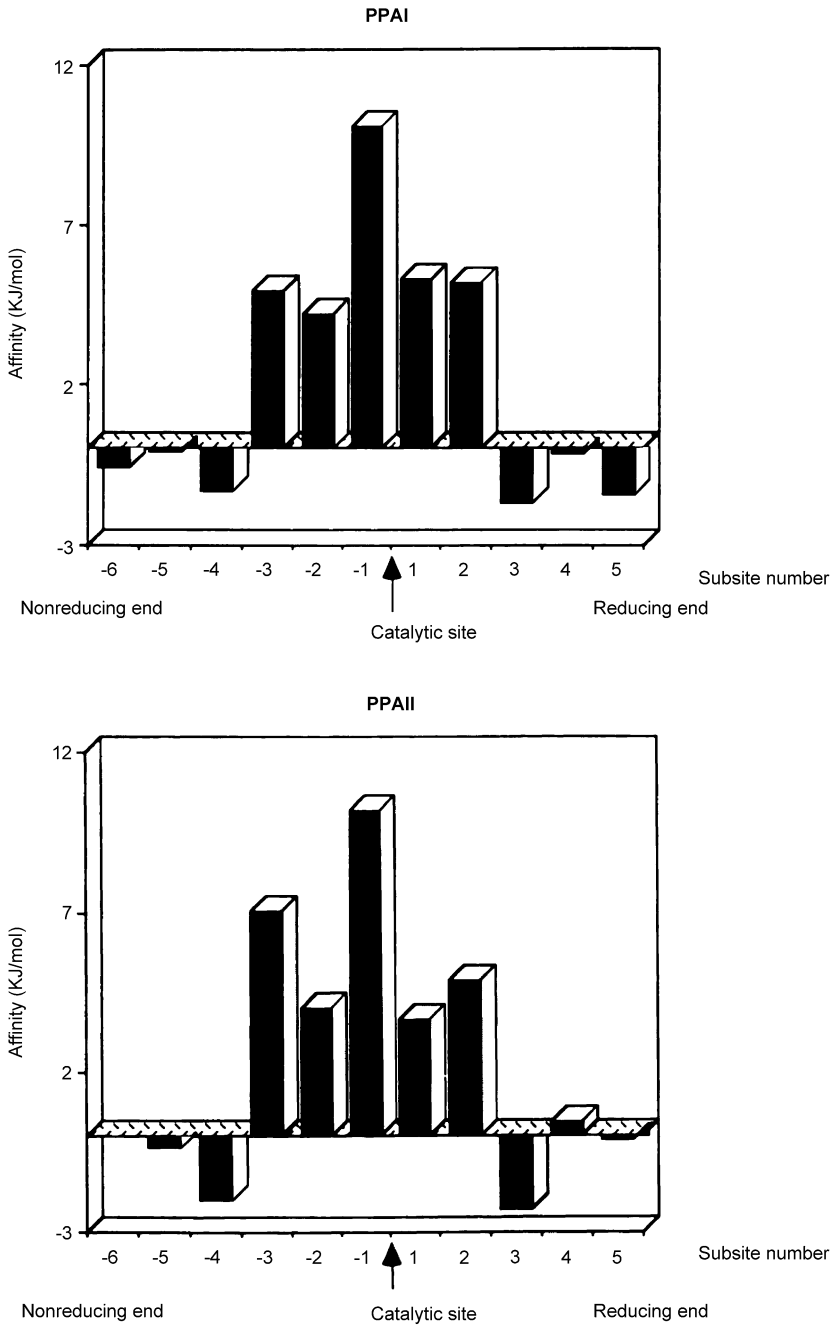 PPAI
12
7
2
-3
Affinity (KJ/mol)
-6 -5 -4 -3 -2 -1 1 2 3 4 5
Subsite number
Nonreducing end
Reducing end
Catalytic site
PPAII
12
7
2
-3
Affinity (KJ/mol)
-6 -5 -4 -3 -2 -1 1 2 3 4 5
Subsite number
Nonreducing end
Catalytic site
Reducing end